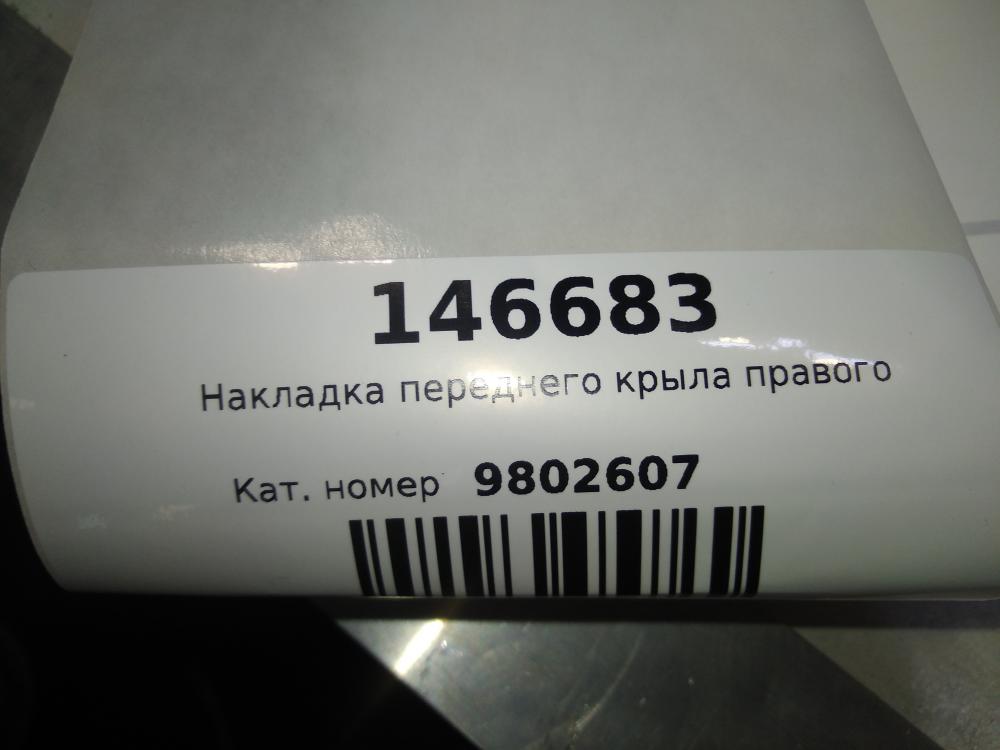 146683
Накладка переднего крыла правого
Кат. номер 9802607